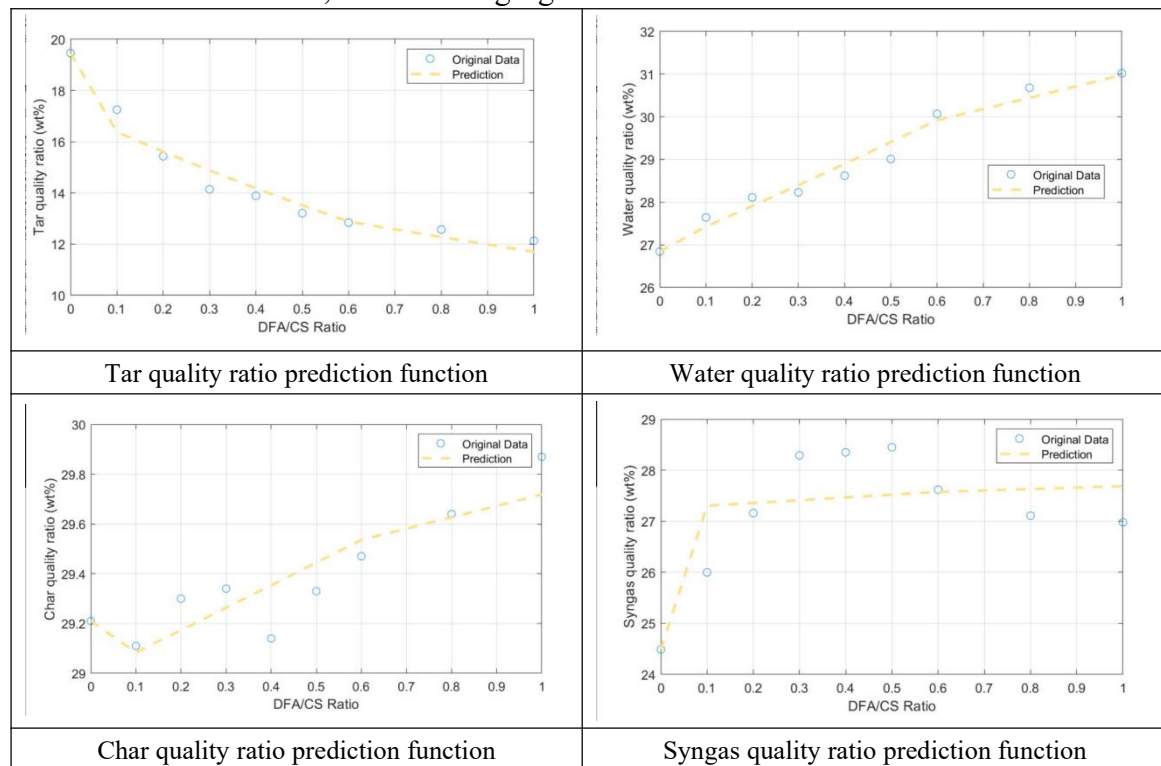 20
18
16
14
12
10
Tar quality ratio (wt%)
Original Data
Prediction
0 0.1 0.2 0.3 0.4 0.5 0.6 0.7 0.8 0.9 1
DFA/CS Ratio
32
31
30
29
28
27
26
Water quality ratio (wt%)
Original Data
Prediction
0 0.1 0.2 0.3 0.4 0.5 0.6 0.7 0.8 0.9 1
DFA/CS Ratio
Tar quality ratio prediction function
Water quality ratio prediction function
30
29.8
29.6
29.4
29.2
29
Char quality ratio (wt%)
Original Data
Prediction
0 0.1 0.2 0.3 0.4 0.5 0.6 0.7 0.8 0.9 1
DFA/CS Ratio
29
28
27
26
25
24
Syngas quality ratio (wt%)
Original Data
Prediction
0 0.1 0.2 0.3 0.4 0.5 0.6 0.7 0.8 0.9 1
DFA/CS Ratio
Char quality ratio prediction function
Syngas quality ratio prediction function